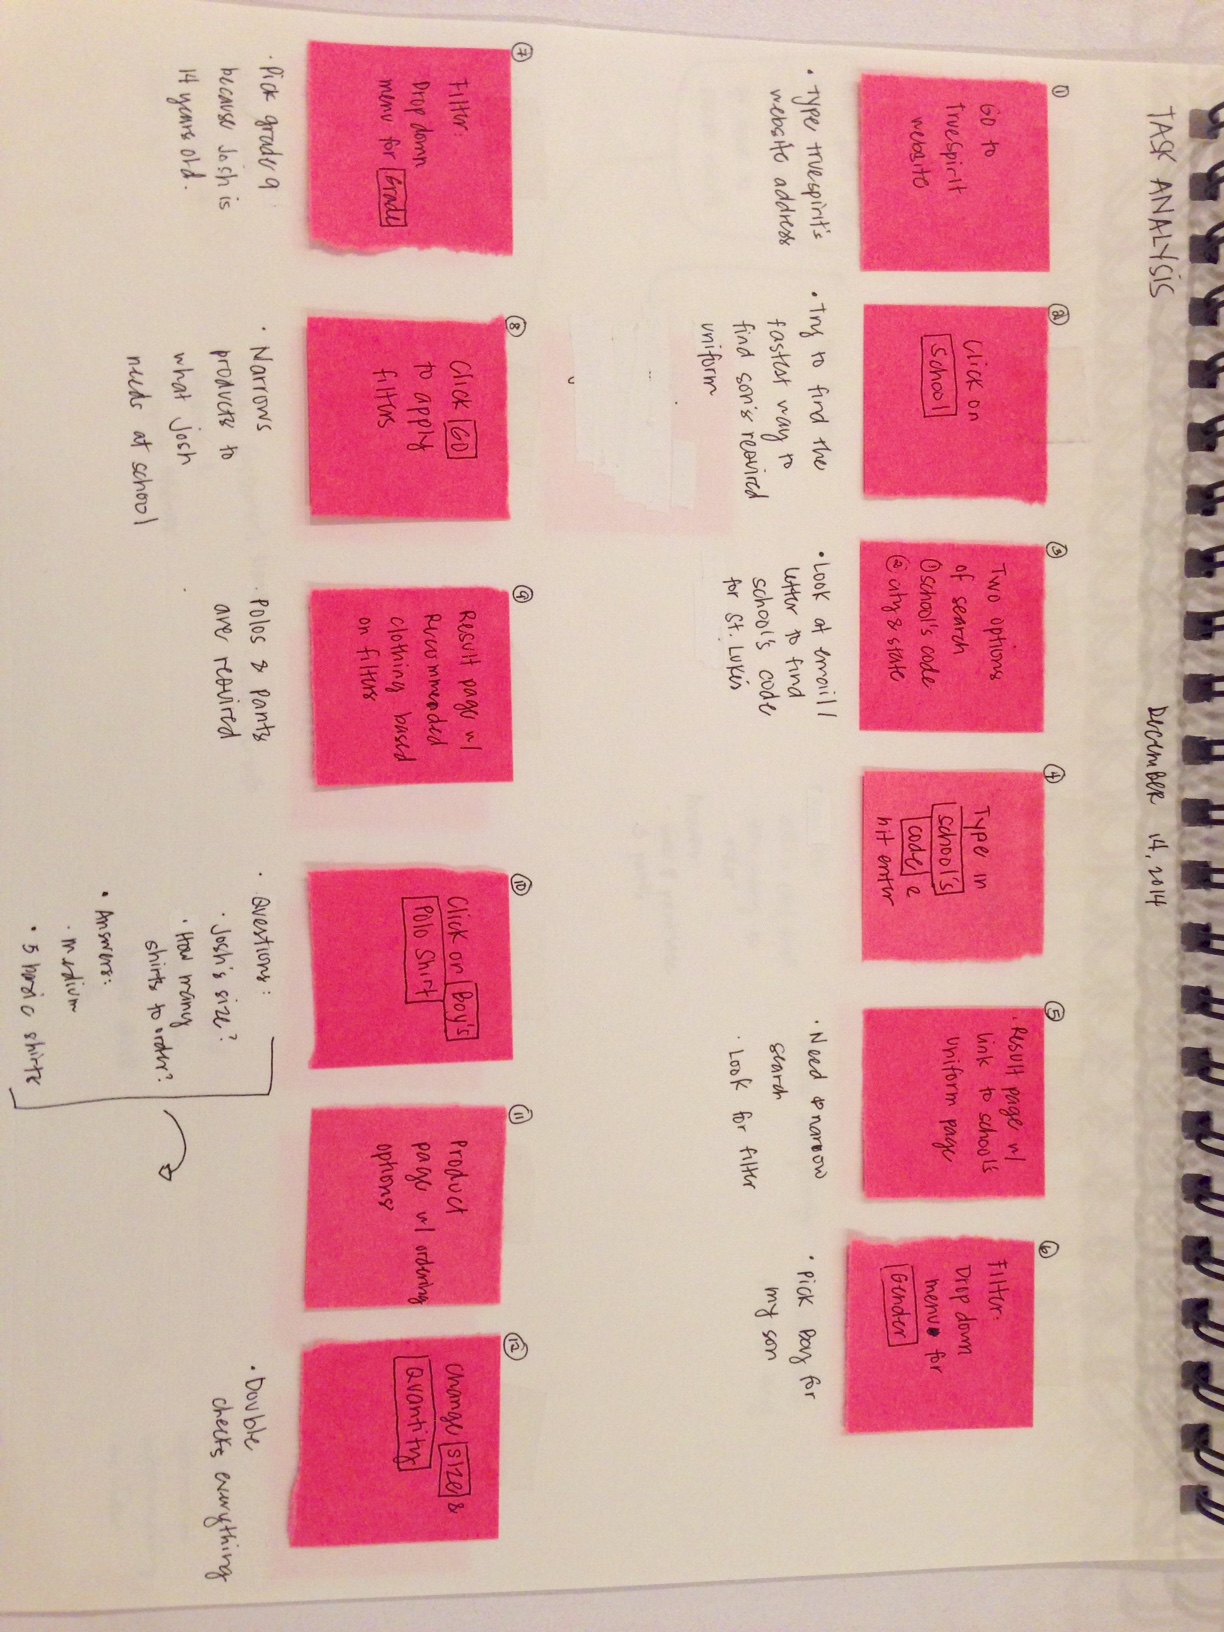 TASK ANALYSIS
DECEMBER 14, 2014
①
Go to
Truespirit
website
• Type truespirit's
website address
②
Click on
School
• Try to find the
fastest way to
find son's required
uniform
③
Two options
of search
① school's code
② city & state
• Look at email/
letter to find
school's code
for St. Luke's
④
Type in
school's
code &
hit enter
⑤
• Result page w/
link to school's
uniform page
• Need to narrow
search
• Look for filter
⑥
Filter:
Drop down
menu for
Gender
• Pick Boy for
my son
⑦
Filter:
Drop down
menu for Grade
• Pick grade 9
because Josh is
14 years old.
⑧
Click GO
to apply
filters
• Narrows
products to
what Josh
needs at school
⑨
Result page w/
Recommended
clothing based
on filters
• Polos & pants
are required
⑩
Click on Boy's
Polo Shirt
• Questions:
• Josh's size?
• How many
shirts to order?
• Answers:
• medium
• 5 basic shirts
⑪
Product
page w/ ordering
options
⑫
Change size &
Quantity
• Double
checks everything